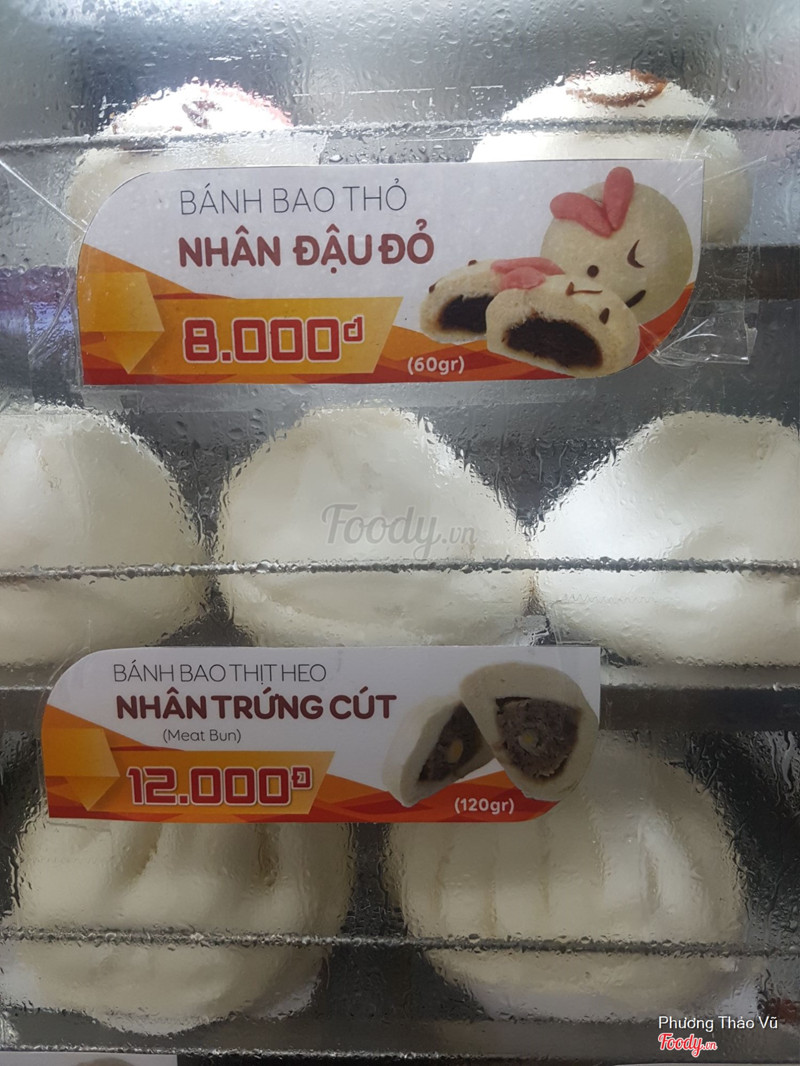 BÁNH BAO THỎ
NHÂN ĐẬU ĐỎ
8.000đ
(60gr)
Foody.vn
BÁNH BAO THỊT HEO
NHÂN TRỨNG CÚT
(Meat Bun)
12.000Đ
(120gr)
Phương Thảo Vũ
Foody.vn